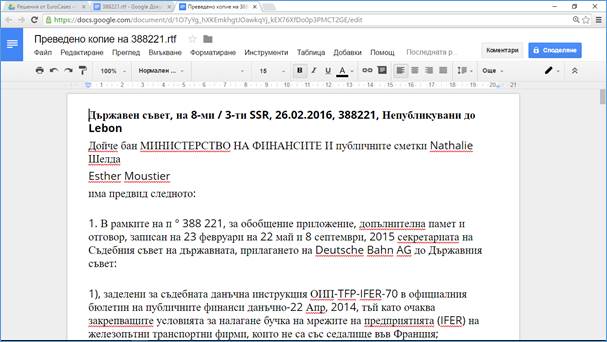 Решения от EuroCases -
388221.rtf - Google Док
Преведено копие на 388
https://docs.google.com/document/d/1O7yYg_hXKEmkhgtJOawkqYj_kEX76XfDo0p3PMCT2GE/edit
Преведено копие на 388221.rtf
Файл Редактиране Преглед Вмъкване Форматиране Инструменти Таблица Добавки Помощ Последната р...
Коментари Споделяне
100% Нормален ... 15 B I U A Още
Държавен съвет, на 8-ми / 3-ти SSR, 26.02.2016, 388221, Непубликувани до
Lebon
Дойче бан МИНИСТЕРСТВО НА ФИНАНСИТЕ И публичните сметки Nathalie
Шелда
Esther Moustier
има предвид следното:
1. В рамките на п ° 388 221, за обобщение приложение, допълнителна памет и
отговор, записан на 23 февруари на 22 май и 8 септември, 2015 секретариата на
Съдебния съвет на държавната, прилагането на Deutsche Bahn AG до Държавния
съвет:
1), заделени за съдебната данъчна инструкция ОНП-TFP-IFER-70 в официалния
бюлетин на публичните финанси данъчно-22 Апр, 2014, тъй като очаква
закрепващите условията за налагане бучка на мрежите на предприятията (IFER) на
железопътни транспортни фирми, които не са със седалище във Франция;